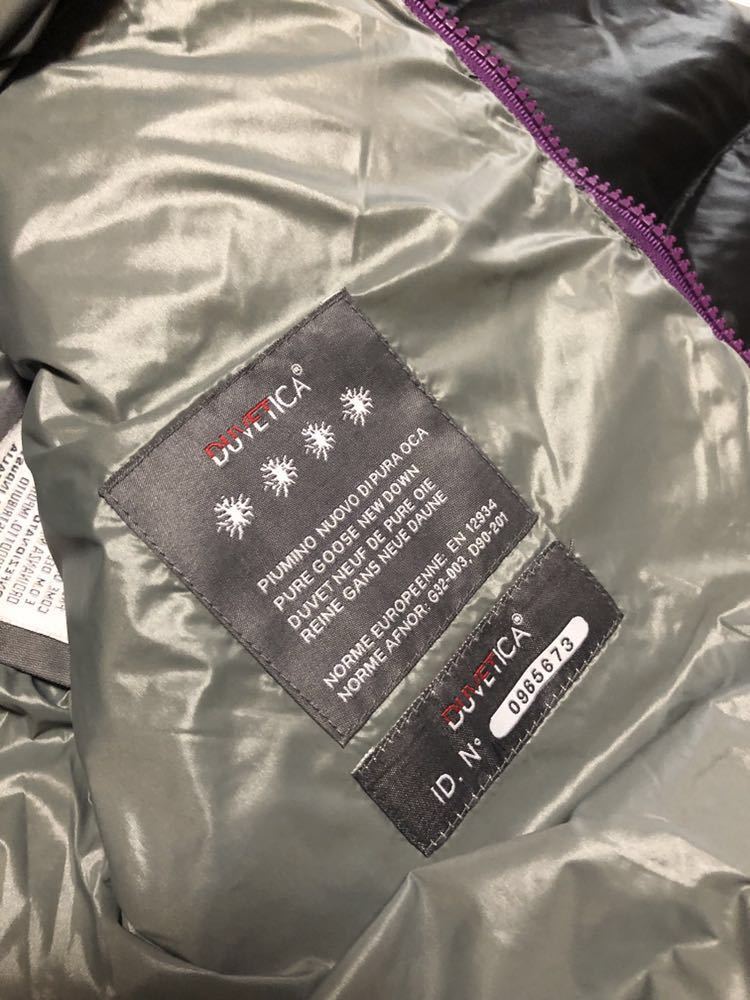 DUVETICA®
PIUMINO NUOVO DI PURA OCA
PURE GOOSE NEW DOWN
DUVET NEUF DE PURE OIE
REINE GANS NEUE DAUNE
NORME EUROPEENNE: EN 12934
NORME AFNOR: G32-003, D90-201
DUVETICA®
ID. N° 0965673